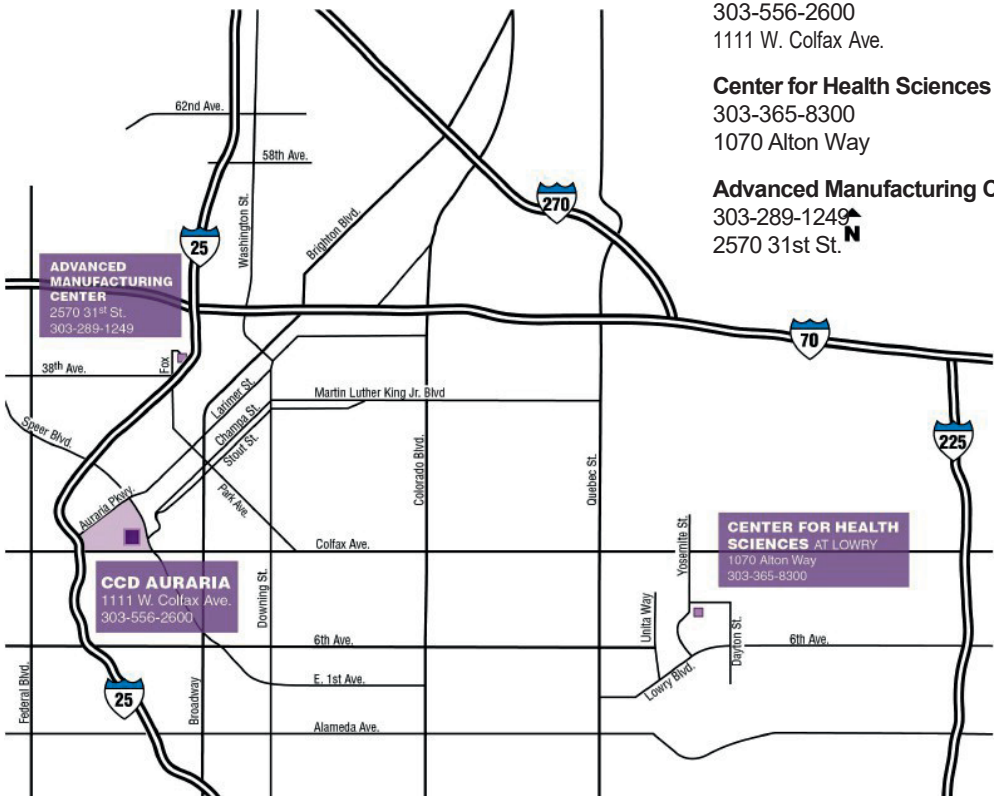 303-556-2600
1111 W. Colfax Ave.
Center for Health Sciences
303-365-8300
1070 Alton Way
Advanced Manufacturing C
303-289-1249
2570 31st St.
N
62nd Ave.
58th Ave.
Washington St.
Brighton Blvd.
270
25
ADVANCED
MANUFACTURING
CENTER
2570 31st St.
303-289-1249
70
38th Ave.
Fox
Larimer St.
Champa St.
Stout St.
Martin Luther King Jr. Blvd
Speer Blvd.
Park Ave.
Colorado Blvd.
Quebec St.
225
Auraria Pkwy.
Colfax Ave.
Yosemite St.
CENTER FOR HEALTH
SCIENCES AT LOWRY
1070 Alton Way
303-365-8300
CCD AURARIA
1111 W. Colfax Ave.
303-556-2600
Downing St.
Unita Way
Dayton St.
6th Ave.
6th Ave.
Lowry Blvd.
E. 1st Ave.
Federal Blvd.
25
Broadway
Alameda Ave.